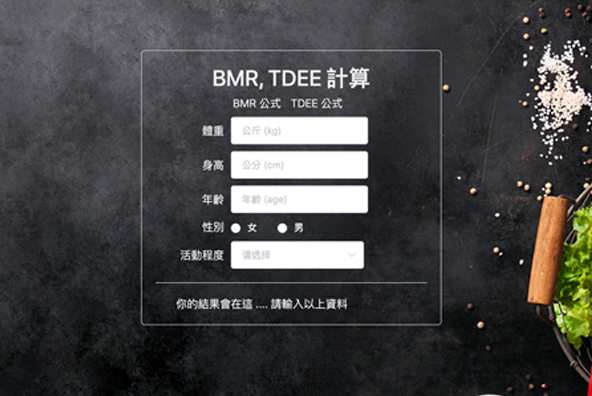 BMR, TDEE 計算
BMR 公式 TDEE 公式
體重 公斤 (kg)
身高 公分 (cm)
年齡 年齡 (age)
性別 女 男
活動程度 请选择
你的結果會在這 .... 請輸入以上資料